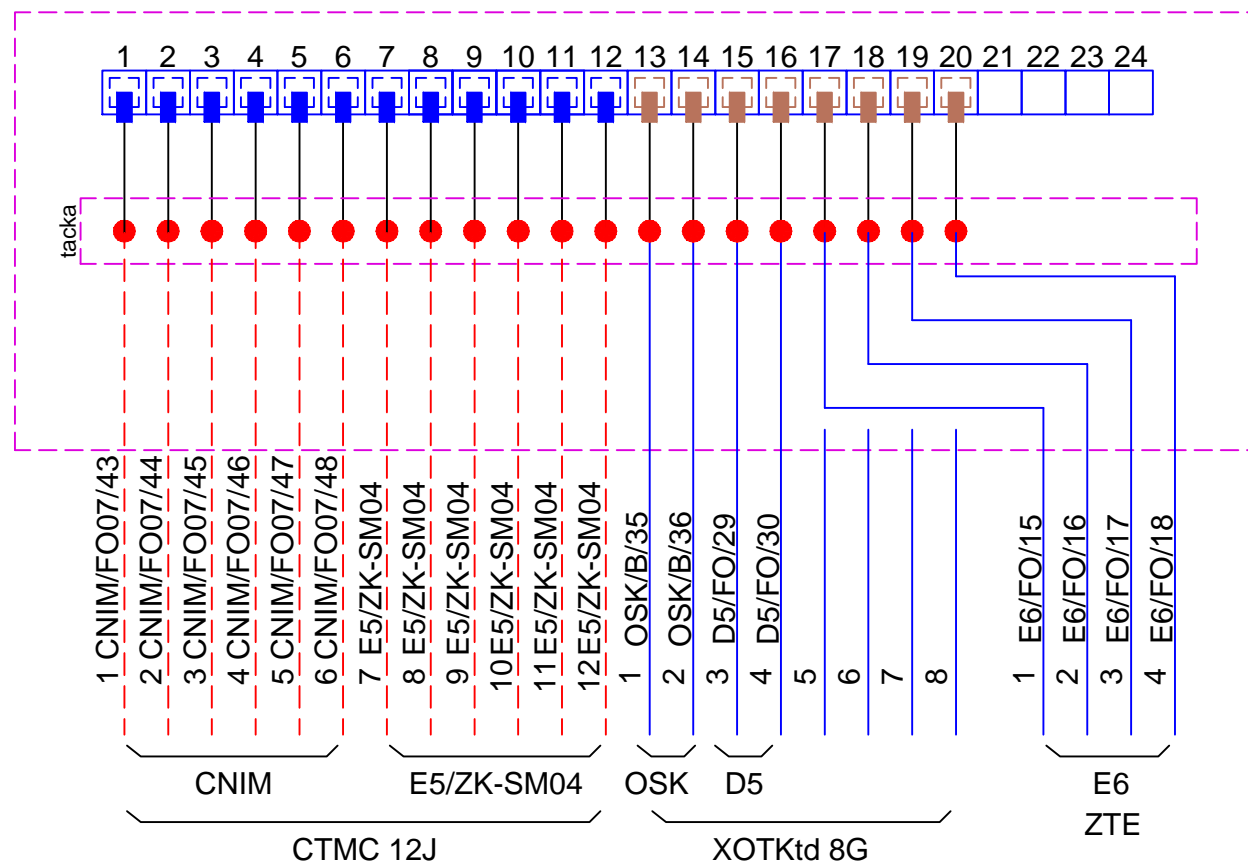 1 2 3 4 5 6 7 8 9 10 11 12 13 14 15 16 17 18 19 20 21 22 23 24
tacka
1 CNIM/FO07/43
2 CNIM/FO07/44
3 CNIM/FO07/45
4 CNIM/FO07/46
5 CNIM/FO07/47
6 CNIM/FO07/48
7 E5/ZK-SM04
8 E5/ZK-SM04
9 E5/ZK-SM04
10 E5/ZK-SM04
11 E5/ZK-SM04
12 E5/ZK-SM04
1 OSK/B/35
2 OSK/B/36
3 D5/FO/29
4 D5/FO/30
5
6
7
8
1 E6/FO/15
2 E6/FO/16
3 E6/FO/17
4 E6/FO/18
CNIM E5/ZK-SM04 OSK D5 E6
ZTE
CTMC 12J XOTKtd 8G